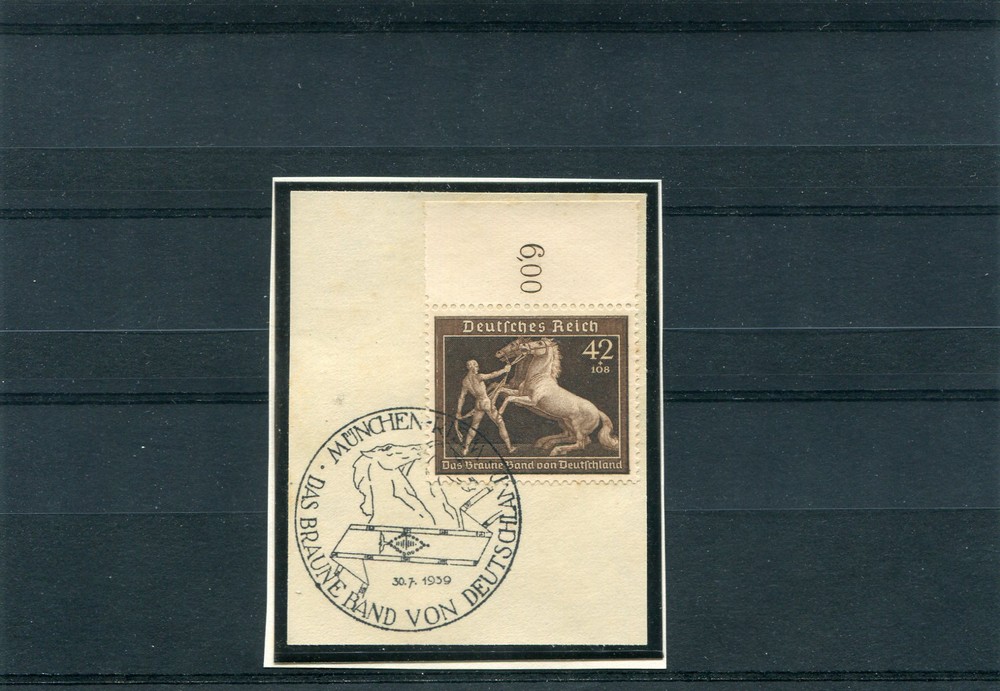 6,00
Deutsches Reich
42
+
108
Das Braune Band von Deutschland
MÜNCHEN-RIEM
· DAS BRAUNE BAND VON DEUTSCHLAND
30.7.1939